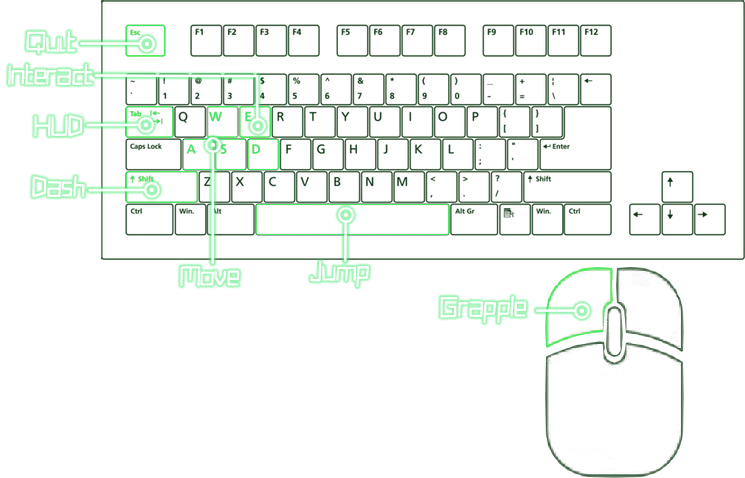 Quit
Esc F1 F2 F3 F4 F5 F6 F7 F8 F9 F10 F11 F12
Interact
~ ! @ # $ % ^ & * ( ) _ + ¦ ←
` 1 2 3 4 5 6 7 8 9 0 - = \
HUD
Tab Q W E R T Y U I O P { }
[ ]
Caps Lock A S D F G H J K L : " ↵ Enter
; '
Dash
↑ Shift Z X C V B N M < > ? ↑ Shift ↑
, . /
Ctrl Win. Alt Alt Gr Win. Ctrl ← ↓ →
Move Jump
Grapple